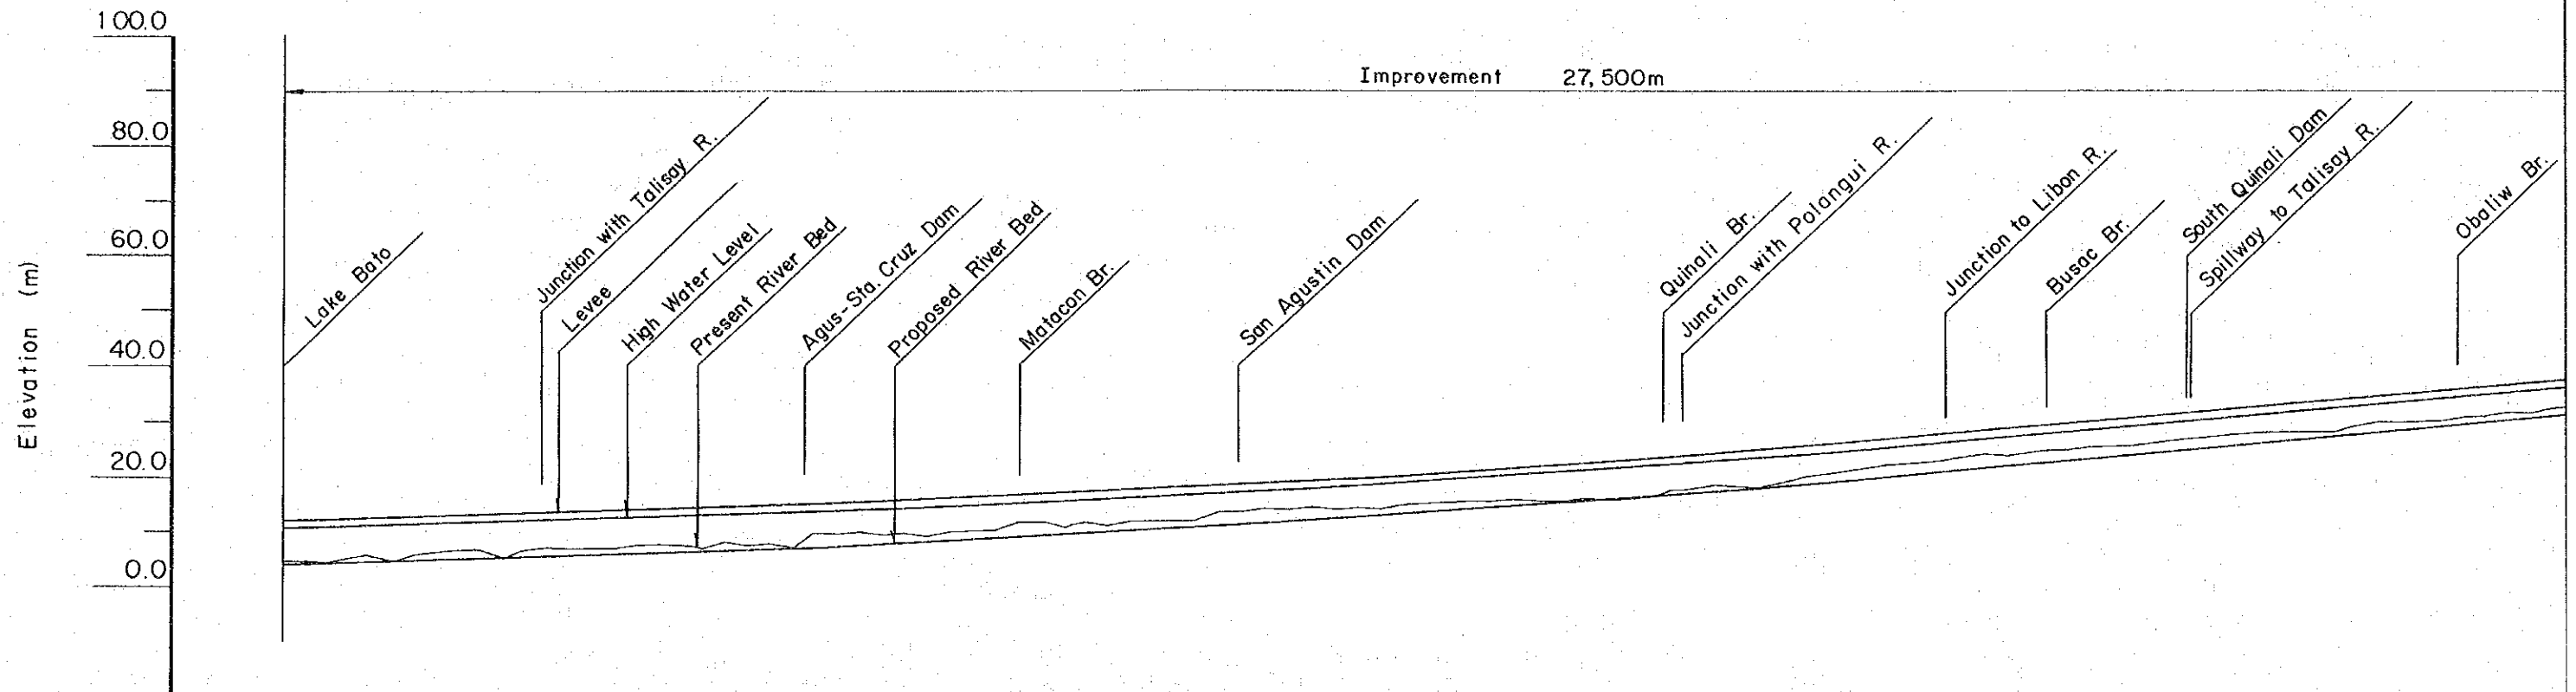 100.0
80.0
60.0
40.0
20.0
0.0
Elevation (m)
Improvement 27,500m
Lake Bato
Junction with Talisay R.
Levee
High Water Level
Present River Bed
Agus-Sta. Cruz Dam
Proposed River Bed
Matacon Br.
San Agustin Dam
Quinali Br.
Junction with Polangui R.
Junction to Libon R.
Busac Br.
South Quinali Dam
Spillway to Talisay R.
Obaliw Br.